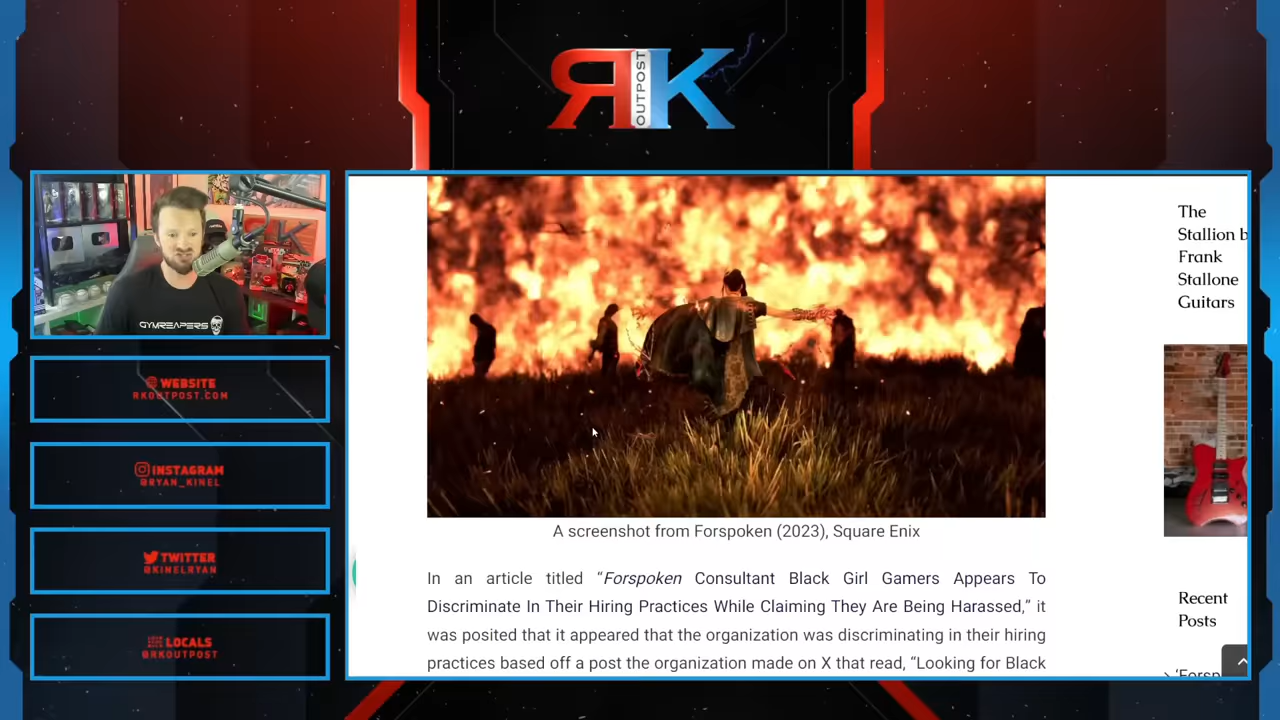 RK
OUTPOST
GYMREAPERS
WEBSITE
RKOUTPOST.COM
INSTAGRAM
@RYAN_KINEL
TWITTER
@KINELRYAN
LOCALS
@RKOUTPOST
A screenshot from Forspoken (2023), Square Enix
In an article titled “Forspoken Consultant Black Girl Gamers Appears To
Discriminate In Their Hiring Practices While Claiming They Are Being Harassed,” it
was posited that it appeared that the organization was discriminating in their hiring
practices based off a post the organization made on X that read, “Looking for Black
The
Stallion b
Frank
Stallone
Guitars
Recent
Posts
‘Forsp